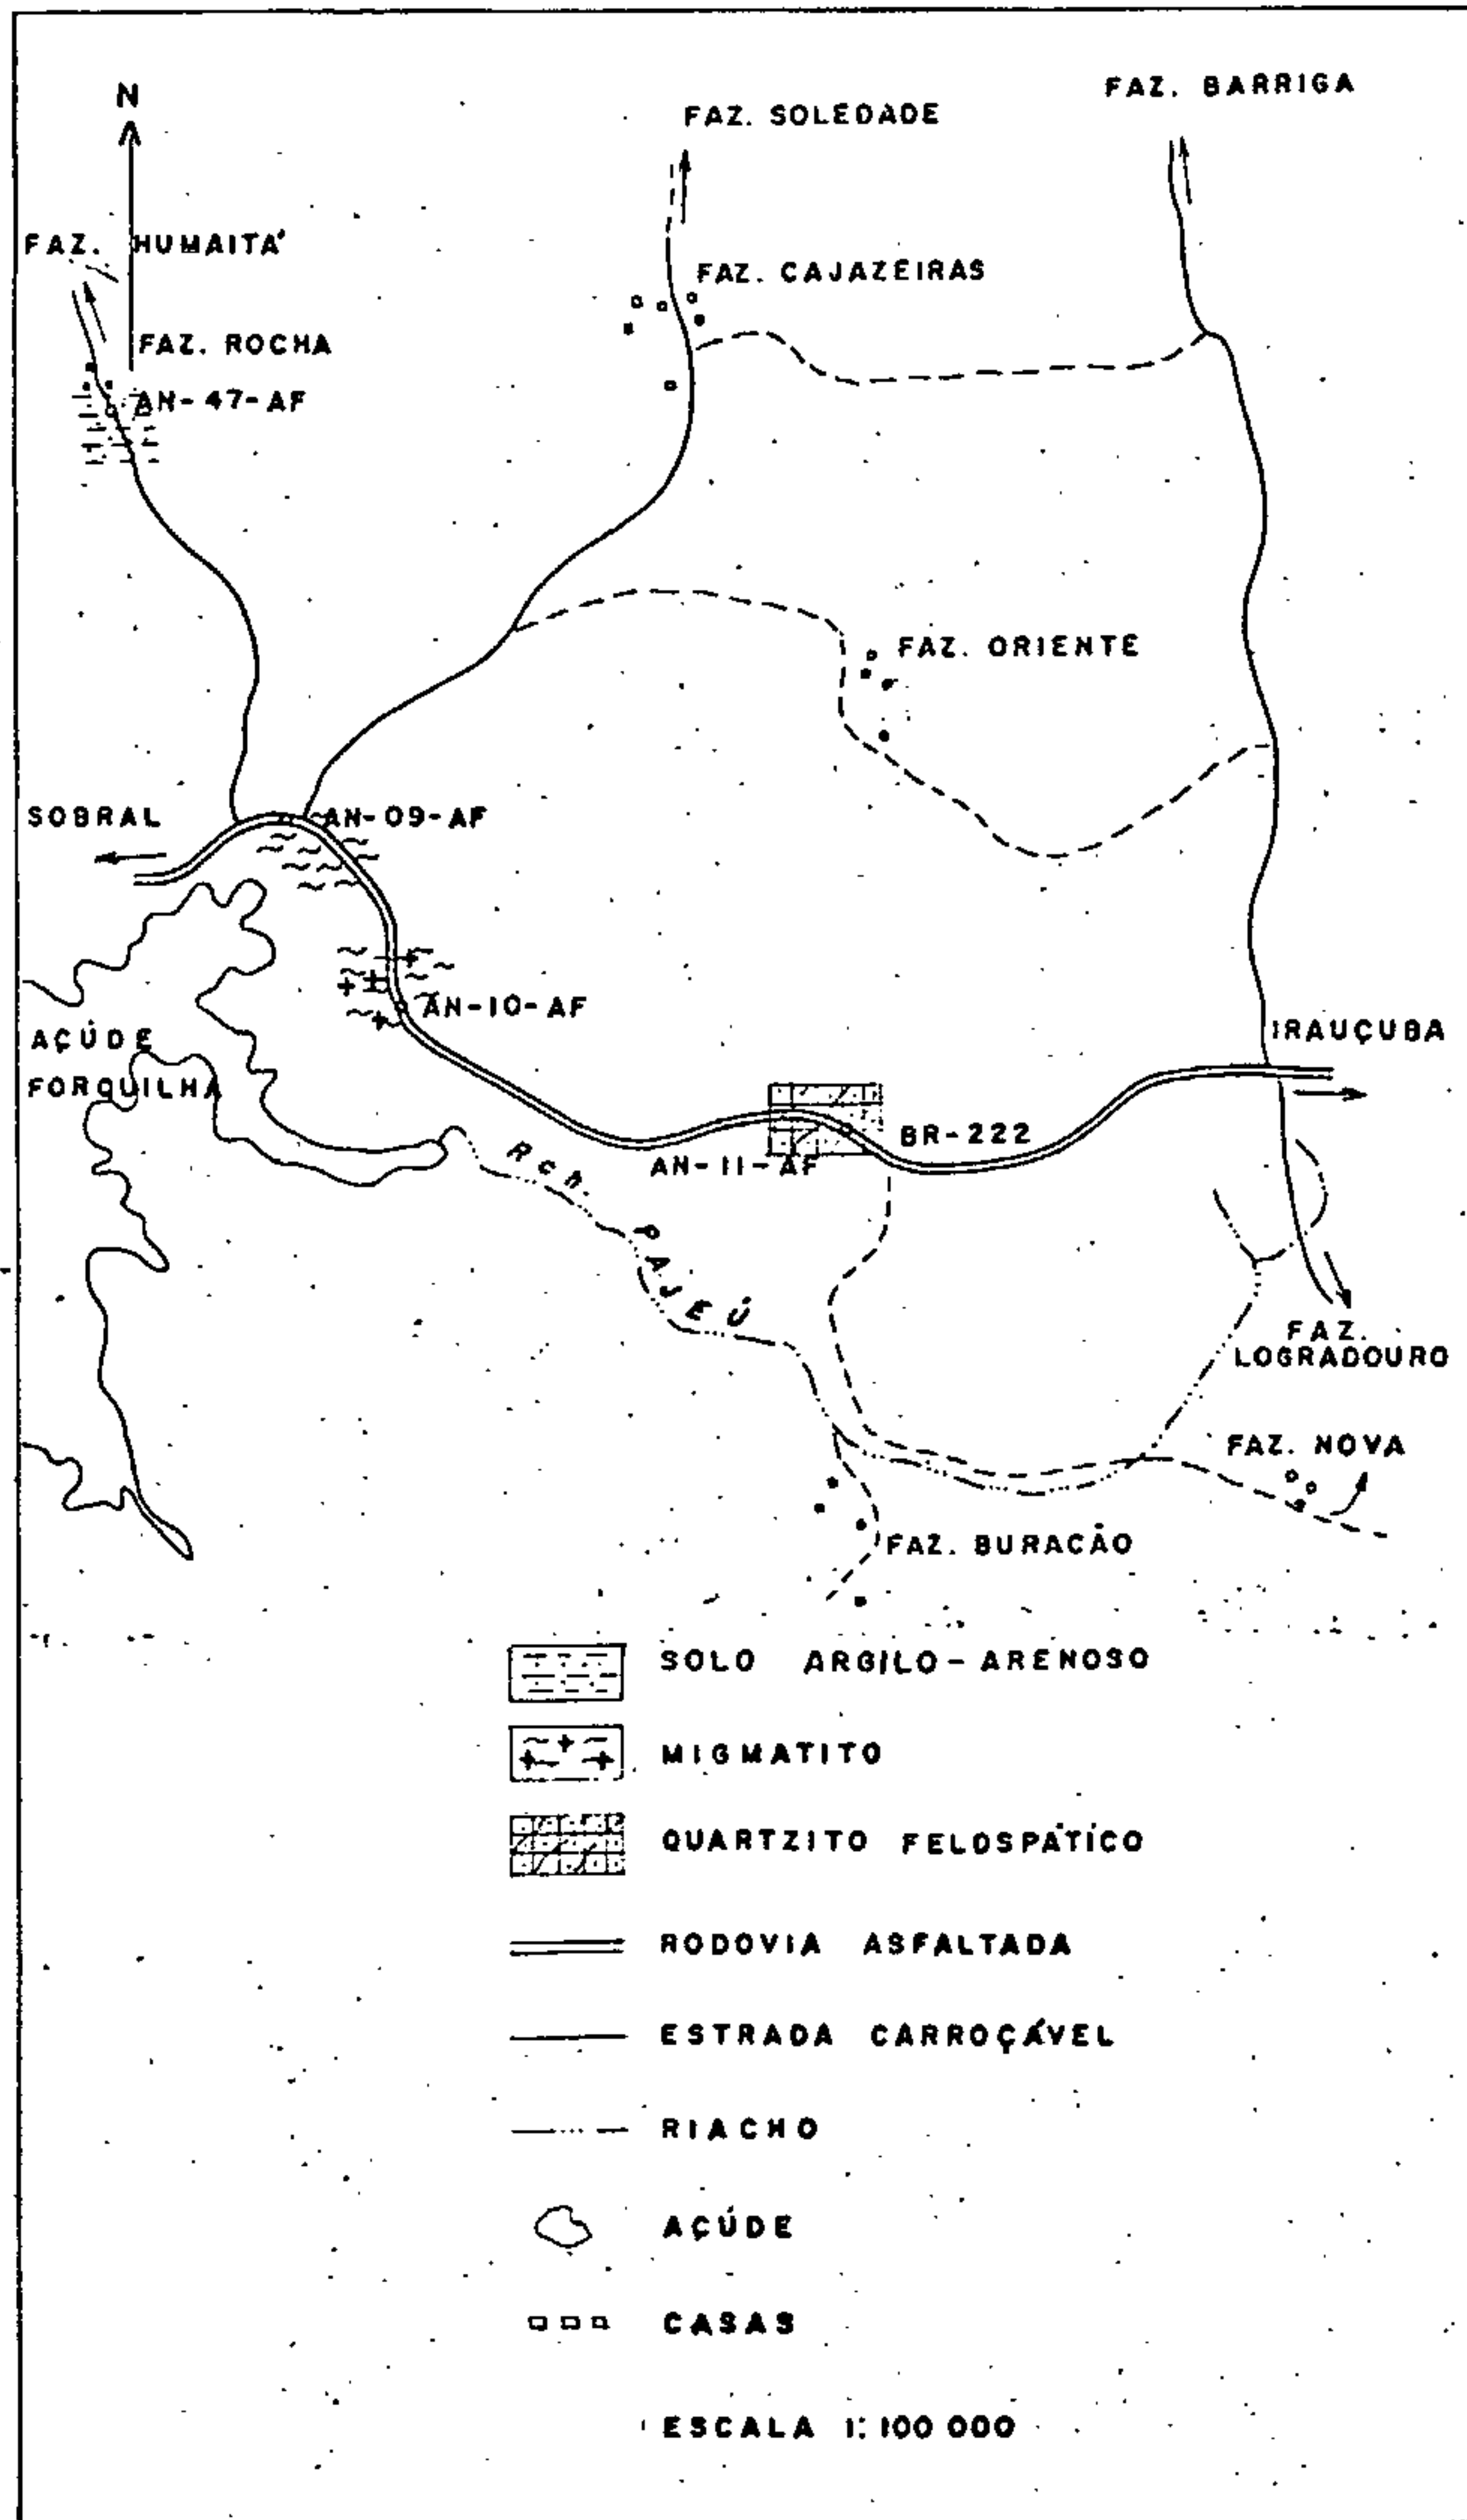 N
FAZ. SOLEDADE
FAZ. BARRIGA
FAZ. HUMAITÁ
FAZ. CAJAZEIRAS
FAZ. ROCHA
AN-47-AF
FAZ. ORIENTE
SOBRAL
AN-09-AF
AN-10-AF
AÇÚDE
FORQUILHA
IRAUÇUBA
BR-222
AN-11-AF
RCH. PAJEÚ
FAZ.
LOGRADOURO
FAZ. NOVA
FAZ. BURACÃO
SOLO ARGILO-ARENOSO
MIGMATITO
QUARTZITO FELDSPÁTICO
RODOVIA ASFALTADA
ESTRADA CARROÇÁVEL
RIACHO
AÇÚDE
CASAS
ESCALA 1:100 000